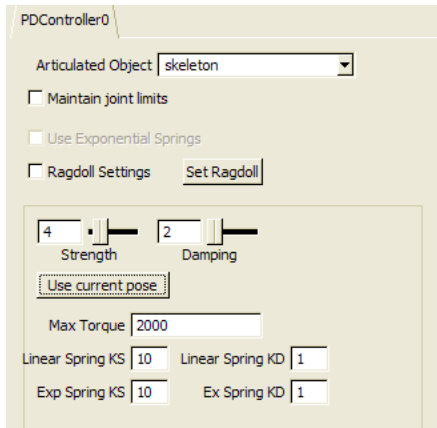 PDController0
Articulated Object skeleton
Maintain joint limits
Use Exponential Springs
Ragdoll Settings Set Ragdoll
4 2
Strength Damping
Use current pose
Max Torque 2000
Linear Spring KS 10 Linear Spring KD 1
Exp Spring KS 10 Ex Spring KD 1